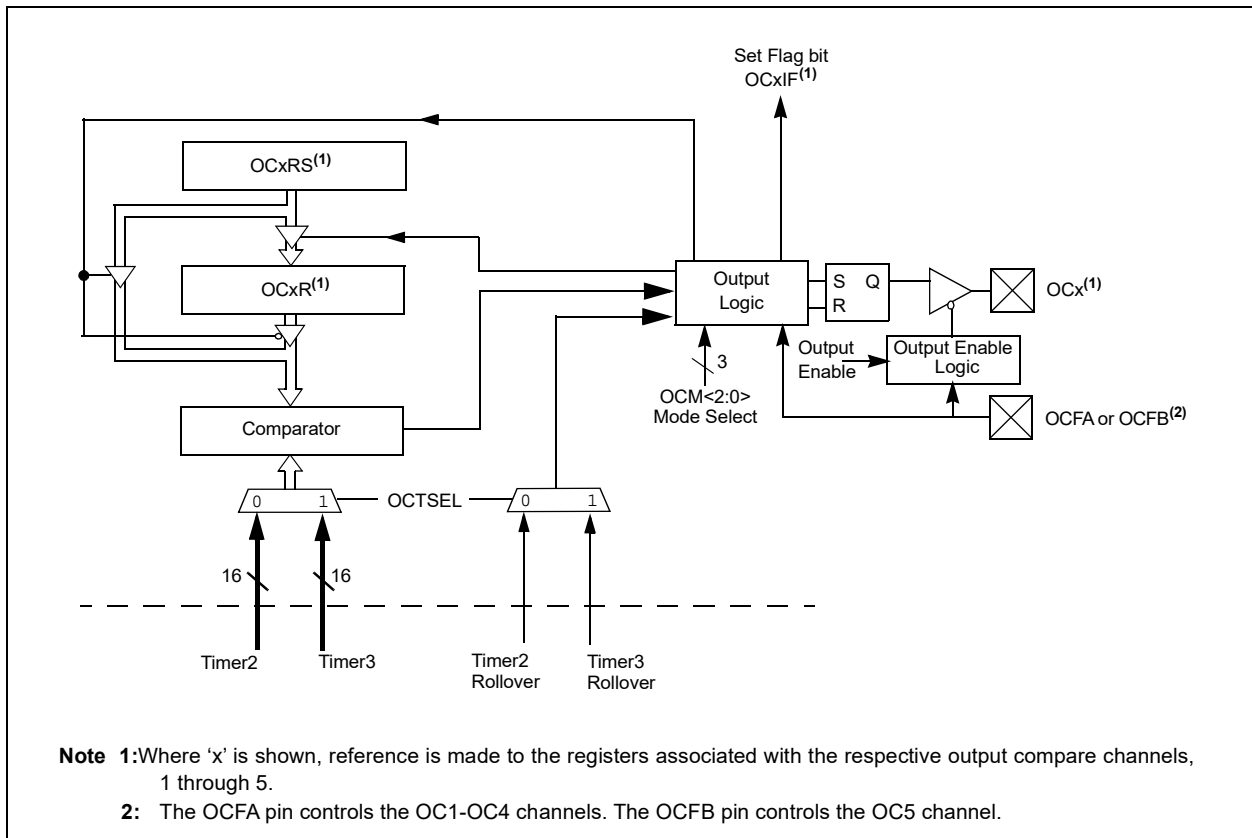 Set Flag bit
OCxIF(1)
OCxRS(1)
OCxR(1)
Output
Logic
S Q
R
OCx(1)
Output
Enable
Output Enable
Logic
3
OCM<2:0>
Mode Select
OCFA or OCFB(2)
Comparator
0 1
OCTSEL
0 1
16
16
Timer2
Timer3
Timer2
Rollover
Timer3
Rollover
Note 1:Where ‘x’ is shown, reference is made to the registers associated with the respective output compare channels,
1 through 5.
2: The OCFA pin controls the OC1-OC4 channels. The OCFB pin controls the OC5 channel.